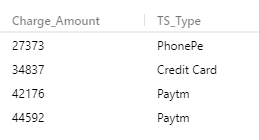 Charge_Amount TS_Type
27373 PhonePe
34837 Credit Card
42176 Paytm
44592 Paytm